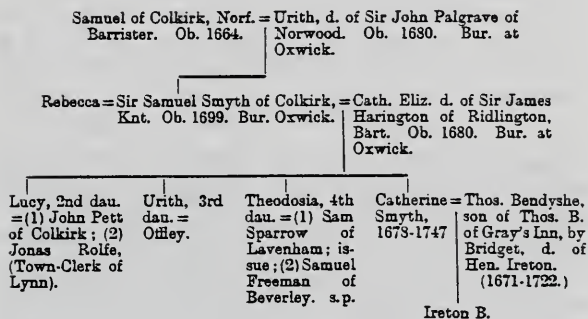 Samuel of Colkirk, Norf. = Urith, d. of Sir John Palgrave of
Barrister. Ob. 1664. Norwood. Ob. 1680. Bur. at
Oxwick.
Rebecca = Sir Samuel Smyth of Colkirk, = Cath. Eliz. d. of Sir James
Knt. Ob. 1699. Bur. Oxwick. Harington of Ridlington,
Bart. Ob. 1680. Bur. at
Oxwick.
Lucy, 2nd dau.
=(1) John Pett
of Colkirk; (2)
Jonas Rolfe,
(Town-Clerk of
Lynn).
Urith, 3rd
dau. =
Offley.
Theodosia, 4th
dau. = (1) Sam
Sparrow of
Lavenham; is-
sue; (2) Samuel
Freeman of
Beverley. s.p.
Catherine =
Smyth,
1678-1747
Thos. Bendyshe,
son of Thos. B.
of Gray's Inn, by
Bridget, d. of
Hen. Ireton.
(1671-1722.)
Ireton B.